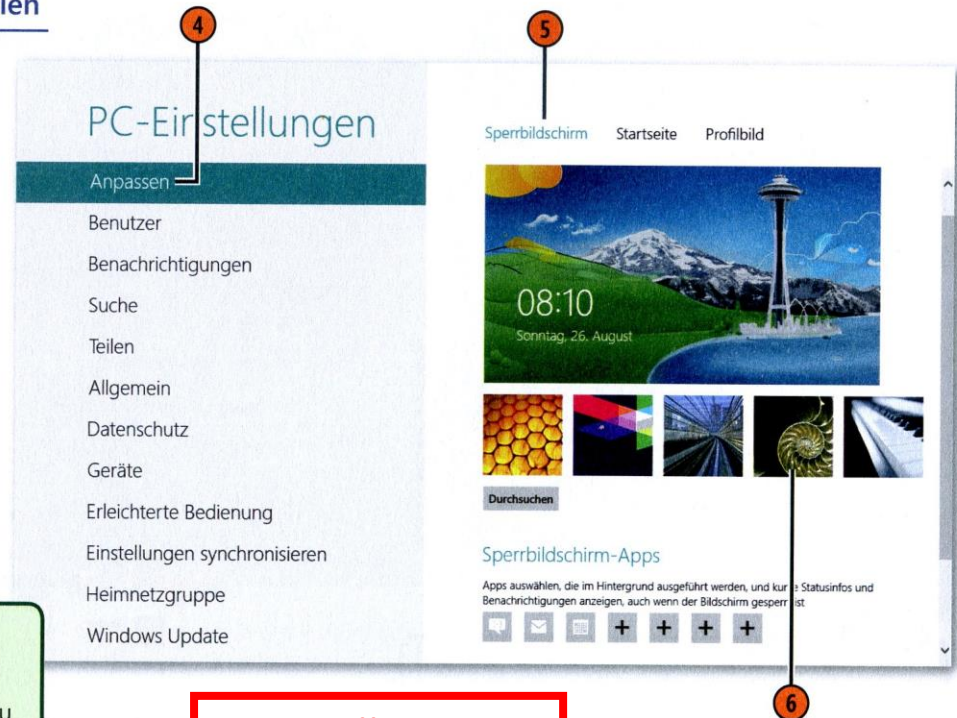 len
4
5
PC-Einstellungen
Sperrbildschirm Startseite Profilbild
Anpassen
Benutzer
Benachrichtigungen
Suche
Teilen
Allgemein
Datenschutz
Geräte
Erleichterte Bedienung
Einstellungen synchronisieren
Heimnetzgruppe
Windows Update
08:10
Sonntag, 26. August
Durchsuchen
Sperrbildschirm-Apps
Apps auswählen, die im Hintergrund ausgeführt werden, und kurze Statusinfos und
Benachrichtigungen anzeigen, auch wenn der Bildschirm gesperrt ist
6
u